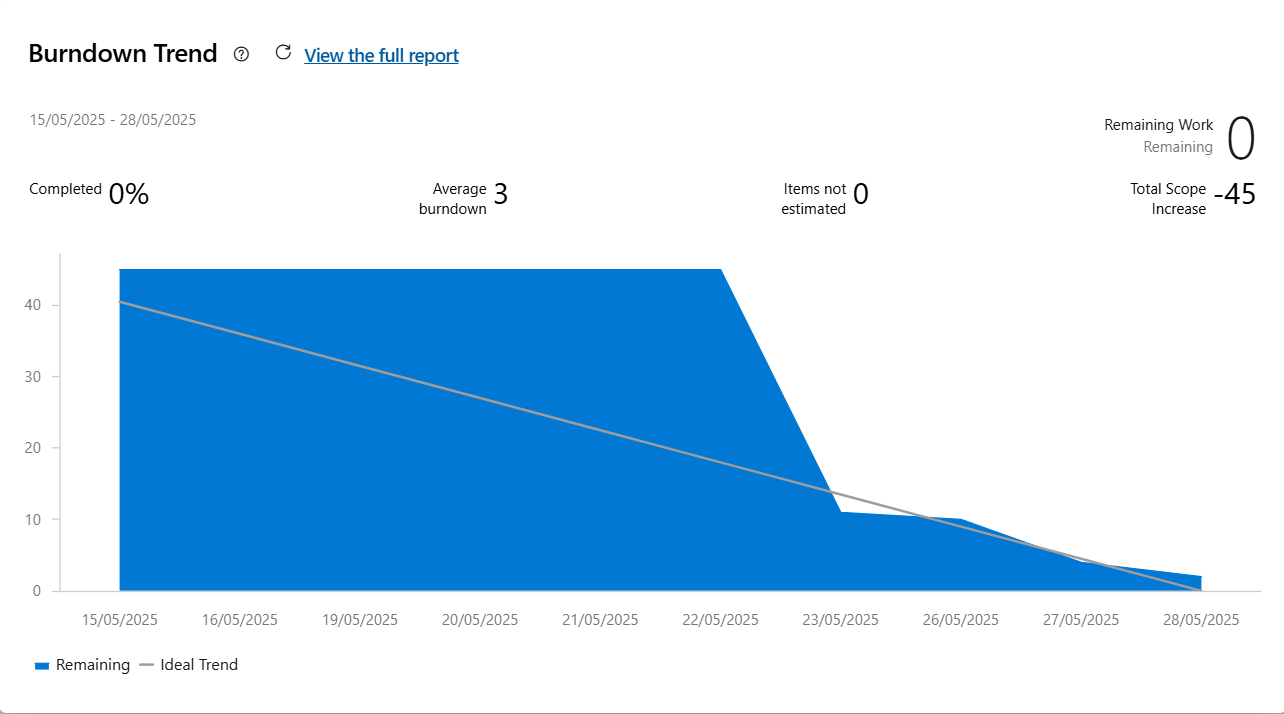 Burndown Trend ? View the full report
15/05/2025 - 28/05/2025
Remaining Work 0
Remaining
Completed 0%
Average burndown 3
Items not estimated 0
Total Scope Increase -45
40
30
20
10
0
15/05/2025 16/05/2025 19/05/2025 20/05/2025 21/05/2025 22/05/2025 23/05/2025 26/05/2025 27/05/2025 28/05/2025
Remaining Ideal Trend